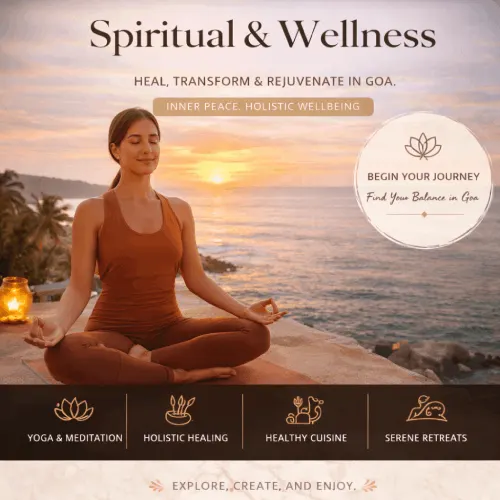 Spiritual & Wellness
HEAL, TRANSFORM & REJUVENATE IN GOA.
INNER PEACE. HOLISTIC WELLBEING
BEGIN YOUR JOURNEY
Find Your Balance in Goa
YOGA & MEDITATION
HOLISTIC HEALING
HEALTHY CUISINE
SERENE RETREATS
EXPLORE, CREATE, AND ENJOY.